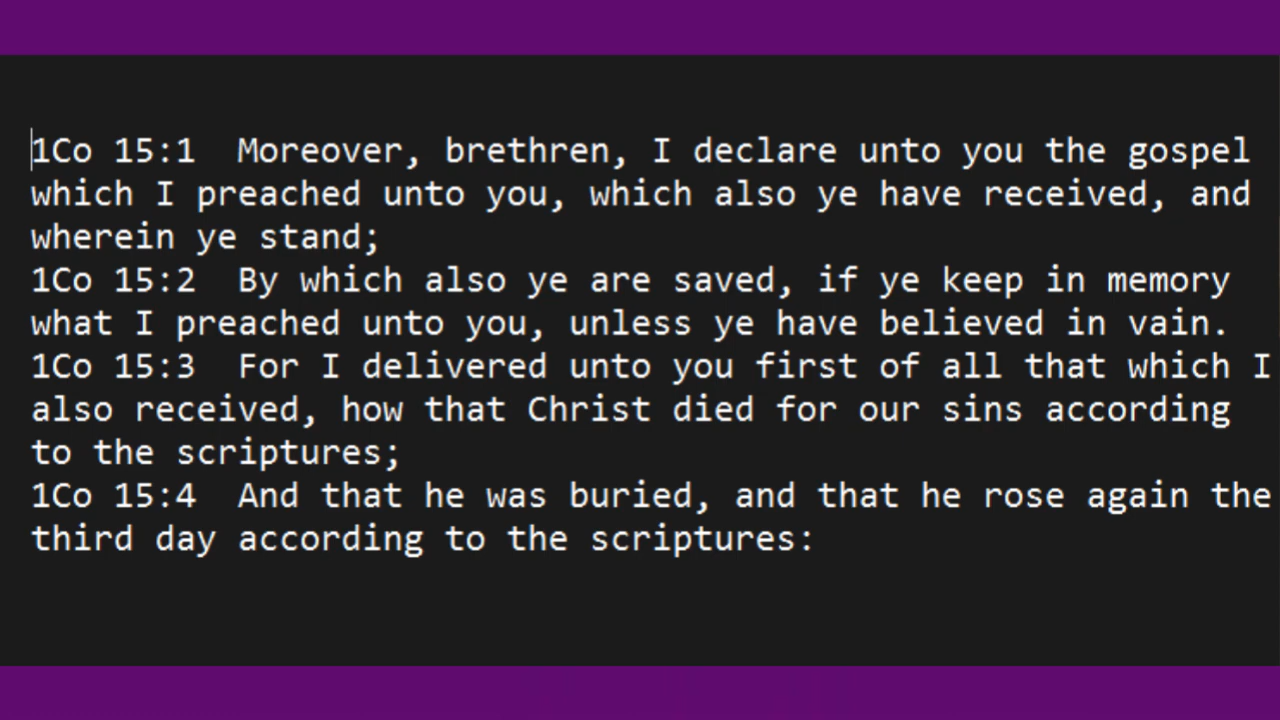 1Co 15:1  Moreover, brethren, I declare unto you the gospel
which I preached unto you, which also ye have received, and
wherein ye stand;
1Co 15:2  By which also ye are saved, if ye keep in memory
what I preached unto you, unless ye have believed in vain.
1Co 15:3  For I delivered unto you first of all that which I
also received, how that Christ died for our sins according
to the scriptures;
1Co 15:4  And that he was buried, and that he rose again the
third day according to the scriptures: